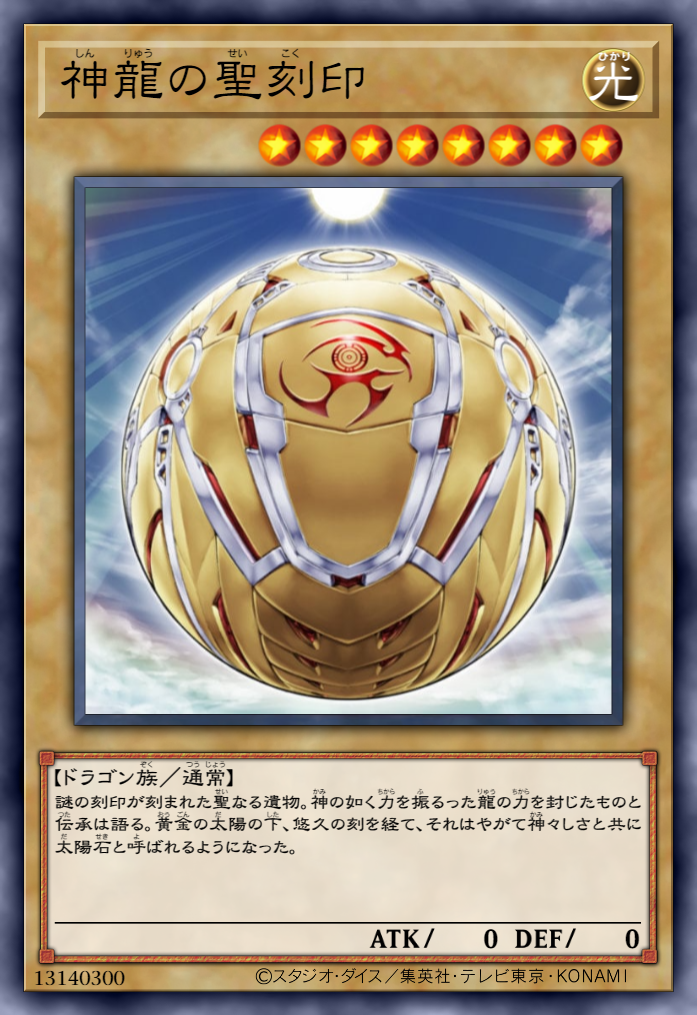 神龍の聖刻印
光
【ドラゴン族／通常】
謎の刻印が刻まれた聖なる遺物。神の如く力を振るった龍の力を封じたものと
伝承は語る。黄金の太陽の下、悠久の刻を経て、それはやがて神々しさと共に
太陽石と呼ばれるようになった。
ATK/ 0 DEF/ 0
13140300 ©スタジオ・ダイス／集英社・テレビ東京・KONAMI